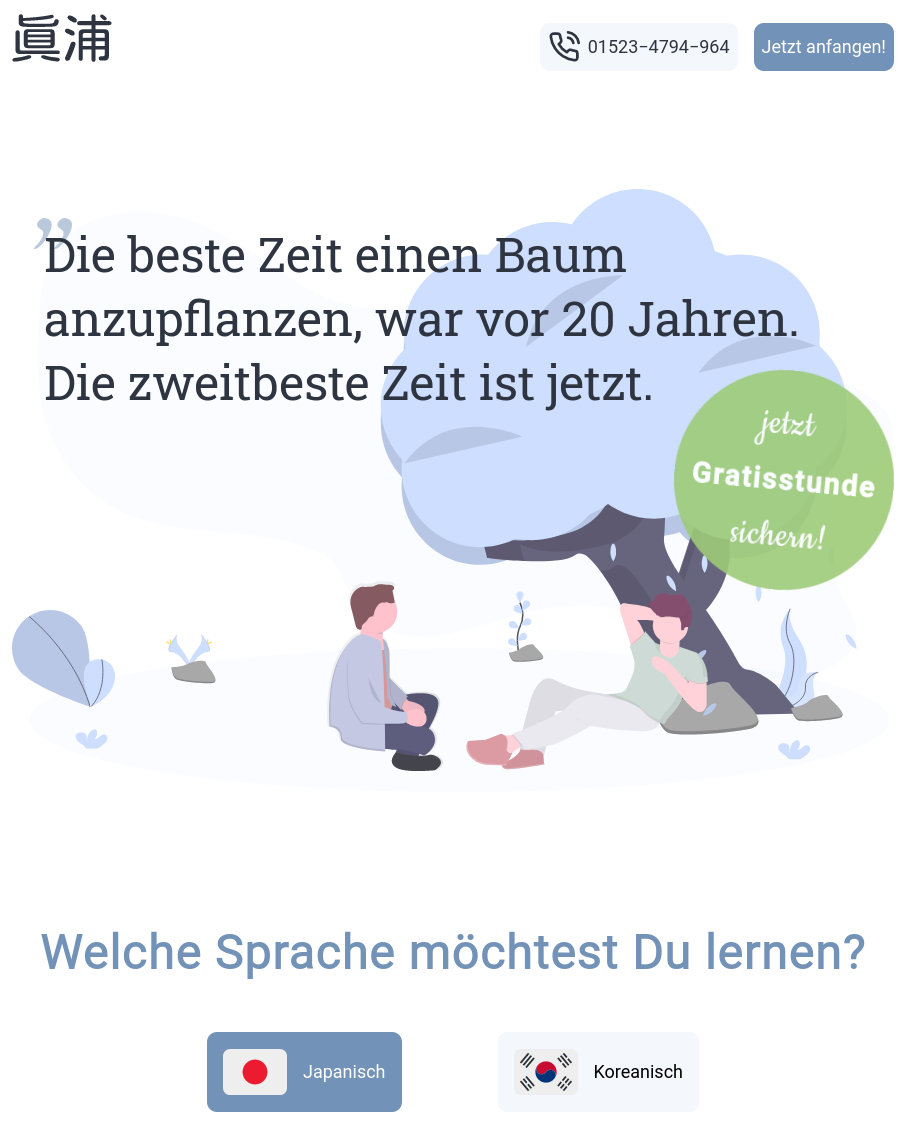 眞浦
01523–4794–964
Jetzt anfangen!
”
Die beste Zeit einen Baum
anzupflanzen, war vor 20 Jahren.
Die zweitbeste Zeit ist jetzt.
jetzt
Gratisstunde
sichern!
Welche Sprache möchtest Du lernen?
Japanisch
Koreanisch